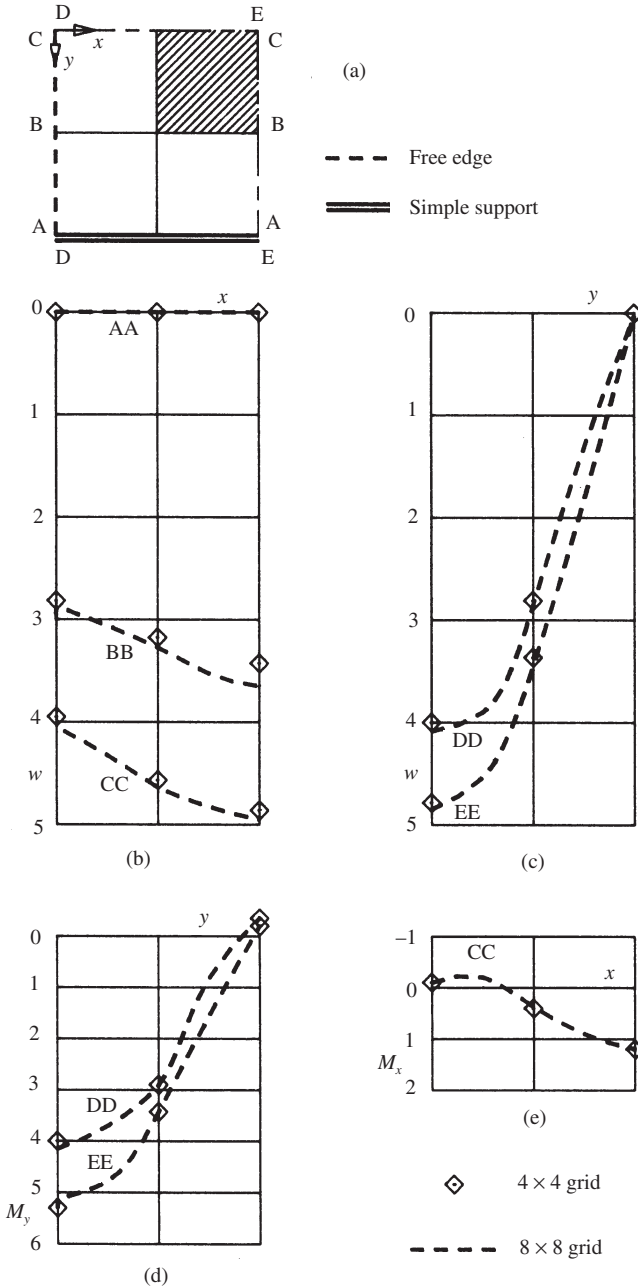 D E
C x C
y
(a)
B B
Free edge
A A
Simple support
D E
0 x
AA
1
2
3
BB
4
w CC
5
(b)
y
0
1
2
3
4
DD
w
EE
5
(c)
y
0
1
2
3
DD
4
EE
5
My
6
(d)
–1
CC
x
0
1
Mx
2
(e)
4 × 4 grid
8 × 8 grid